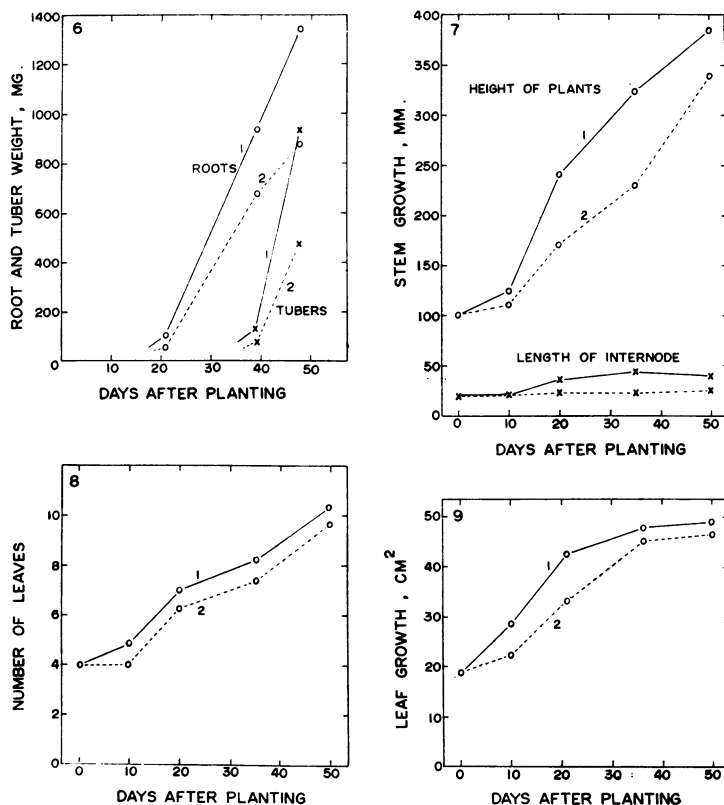 6
1400
1200
1000
800
600
400
200
ROOT AND TUBER WEIGHT, MG.
1
ROOTS
2
1
2
TUBERS
0 10 20 30 40 50
DAYS AFTER PLANTING
7
400
350
300
250
200
150
100
50
0
STEM GROWTH, MM.
HEIGHT OF PLANTS
1
2
LENGTH OF INTERNODE
0 10 20 30 40 50
DAYS AFTER PLANTING
8
10
8
6
4
2
0
NUMBER OF LEAVES
1
2
0 10 20 30 40 50
DAYS AFTER PLANTING
9
50
40
30
20
10
0
LEAF GROWTH, CM²
1
2
0 10 20 30 40 50
DAYS AFTER PLANTING